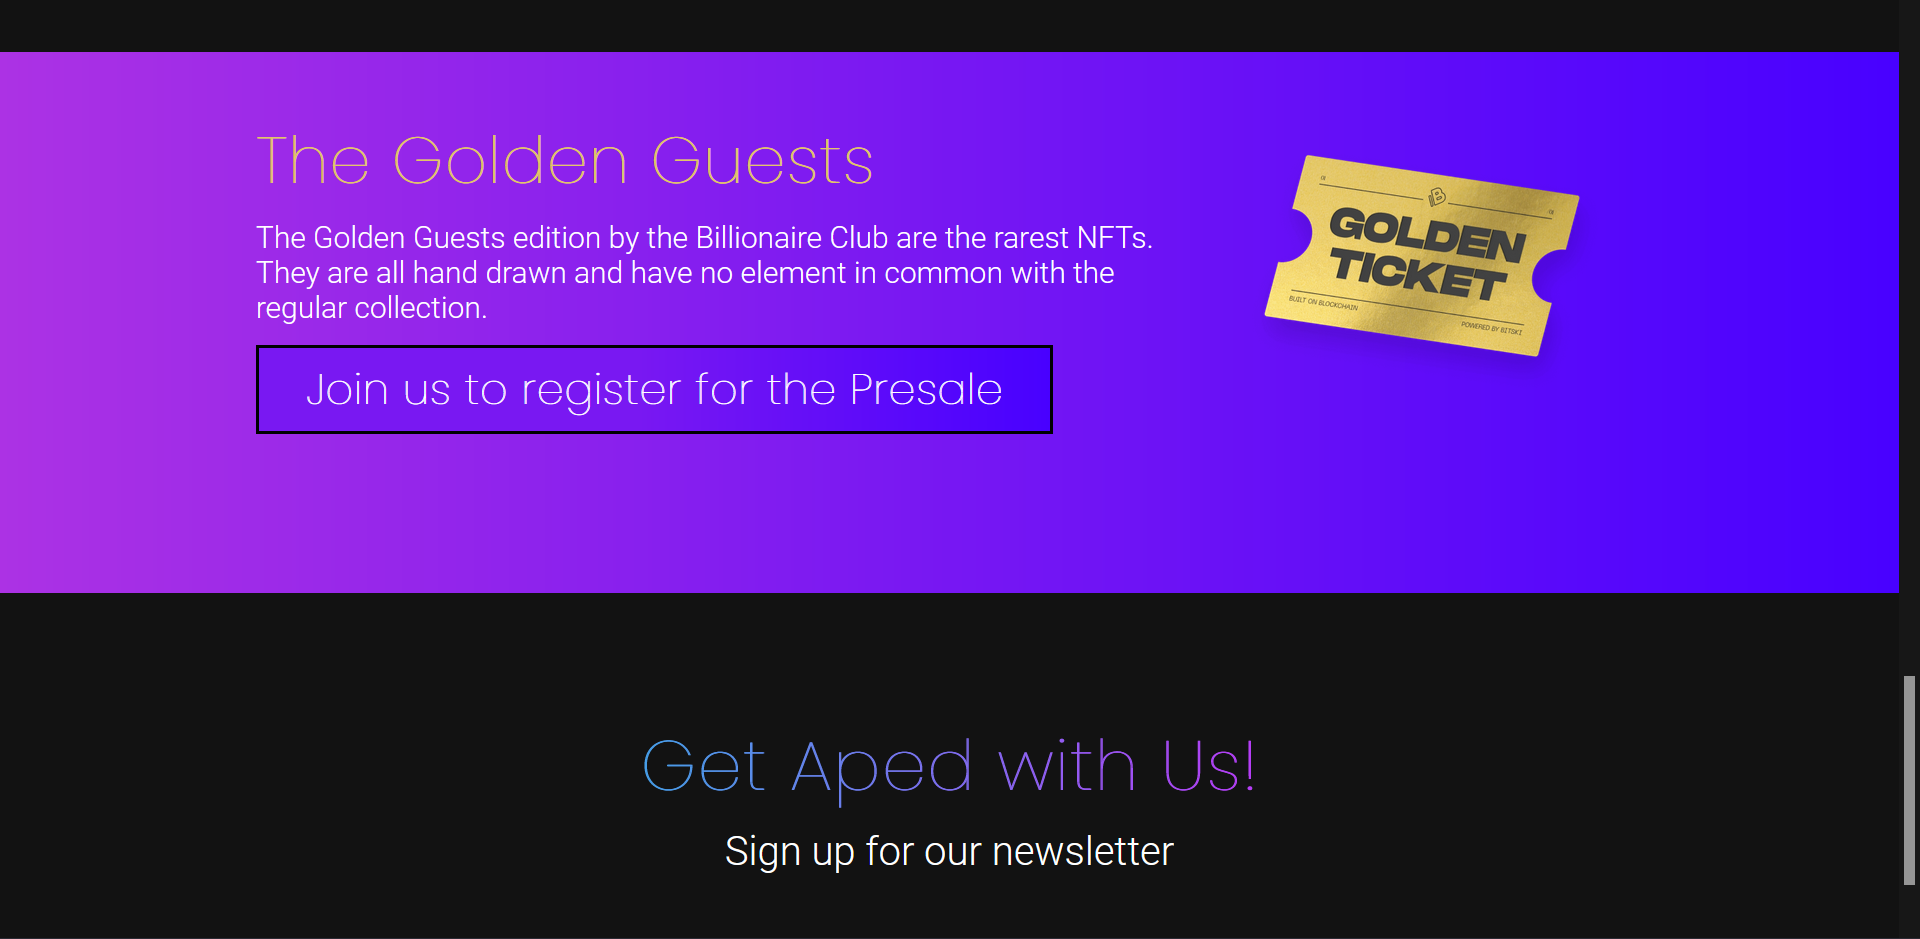 The Golden Guests
The Golden Guests edition by the Billionaire Club are the rarest NFTs.
They are all hand drawn and have no element in common with the
regular collection.
Join us to register for the Presale
GOLDEN
TICKET
BUILT ON BLOCKCHAIN
POWERED BY BITSKI
Get Aped with Us!
Sign up for our newsletter